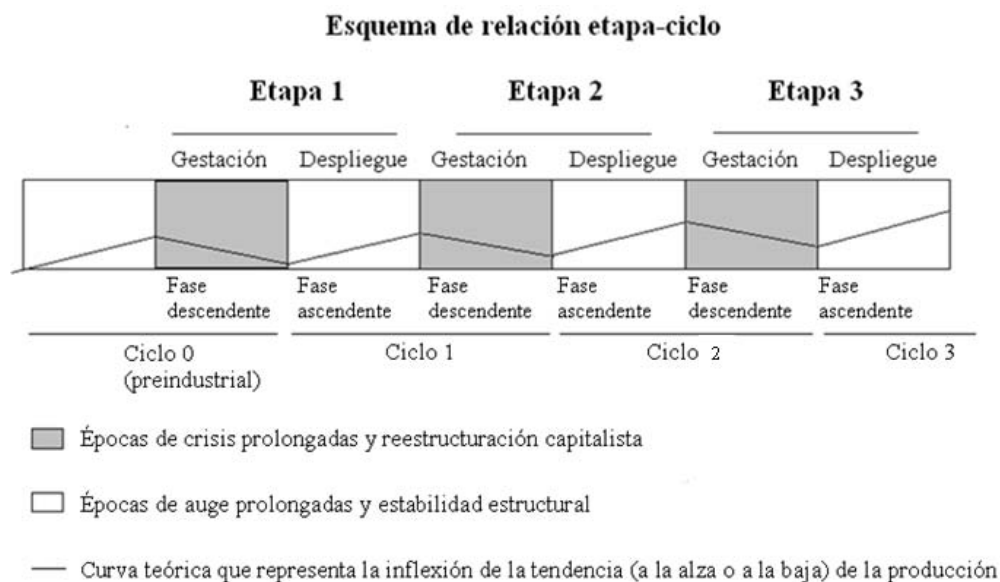 Esquema de relación etapa-ciclo
Etapa 1 Etapa 2 Etapa 3
Gestación Despliegue Gestación Despliegue Gestación Despliegue
Fase descendente Fase ascendente Fase descendente Fase ascendente Fase descendente Fase ascendente
Ciclo 0 Ciclo 1 Ciclo 2 Ciclo 3
(preindustrial)
Épocas de crisis prolongadas y reestructuración capitalista
Épocas de auge prolongadas y estabilidad estructural
Curva teórica que representa la inflexión de la tendencia (a la alza o a la baja) de la producción